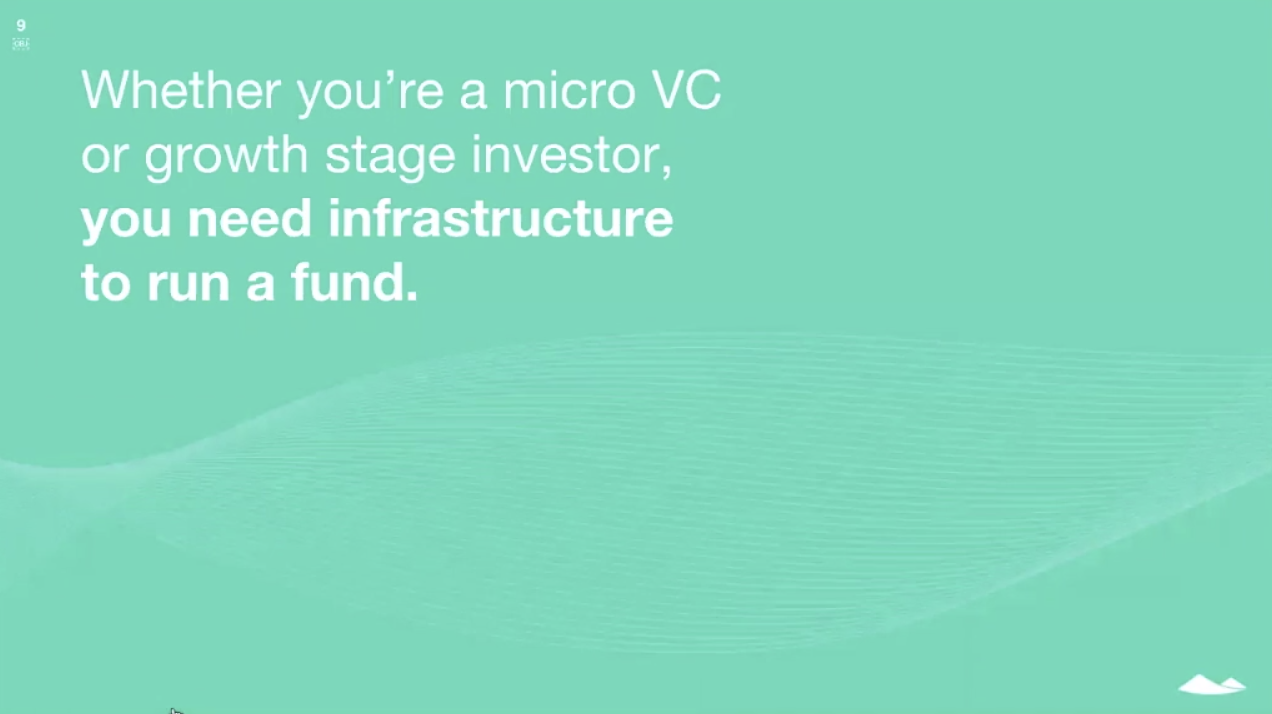 9
Whether you’re a micro VC
or growth stage investor,
you need infrastructure
to run a fund.